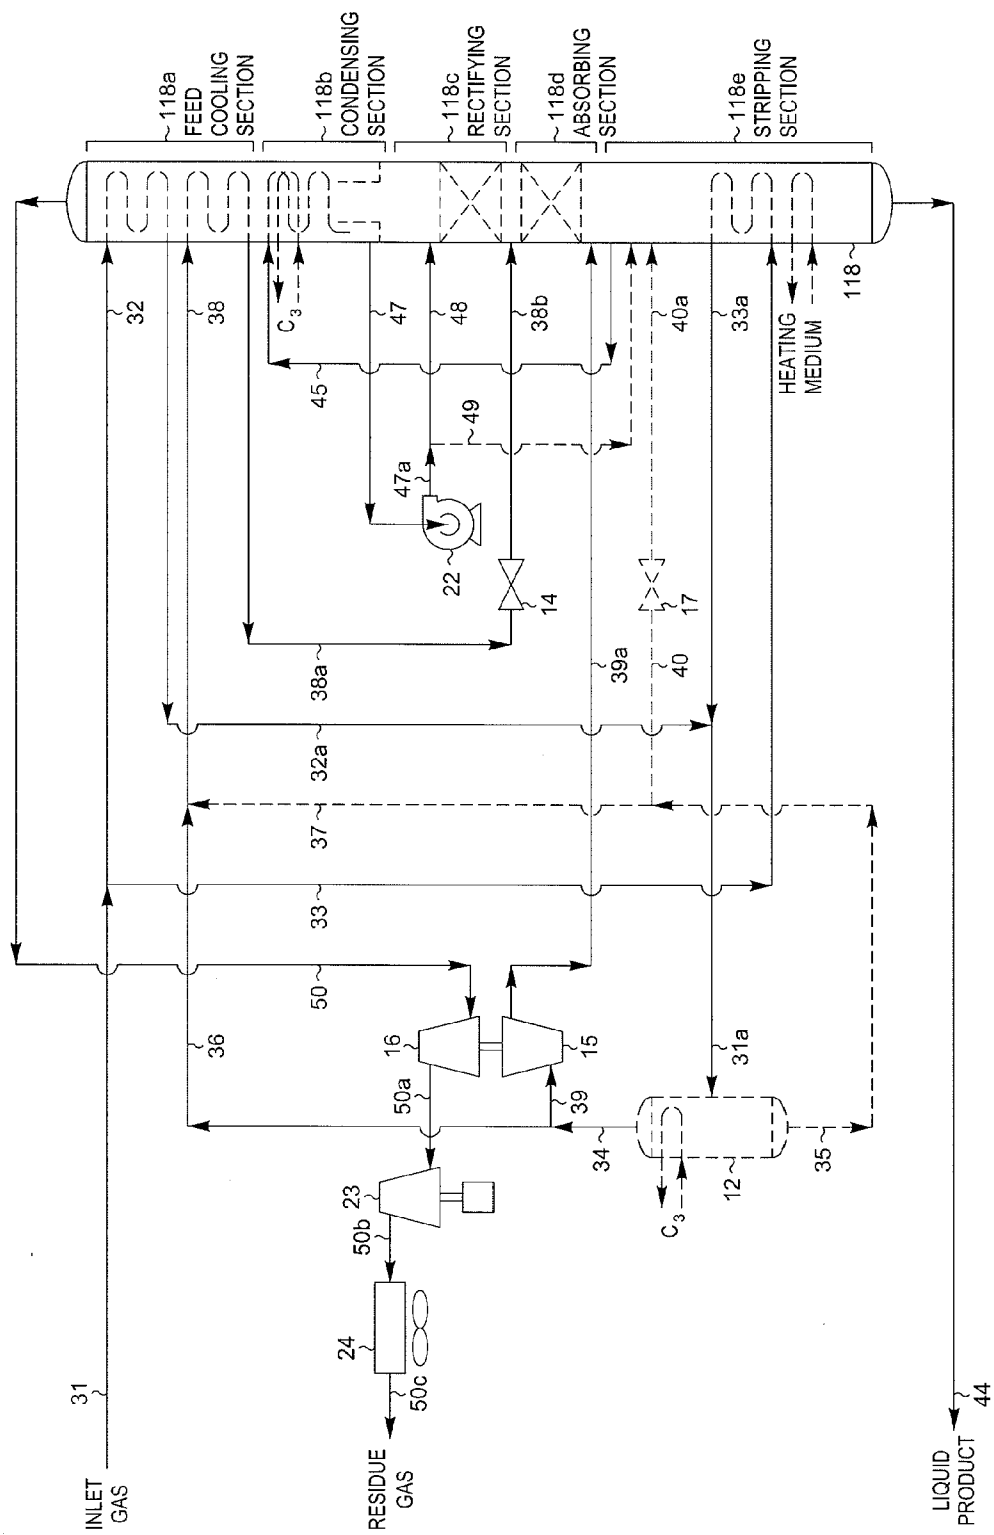 INLET
GAS
31
32
33
38
36
37
32a
38a
118a
FEED
COOLING
SECTION
118b
CONDENSING
SECTION
118c
RECTIFYING
SECTION
118d
ABSORBING
SECTION
118e
STRIPPING
SECTION
C3
45
47
48
47a
49
22
38b
14
39a
40a
40
17
33a
31a
HEATING
MEDIUM
118
50
16
15
50a
39
34
35
12
C3
23
50b
24
50c
RESIDUE
GAS
44
LIQUID
PRODUCT